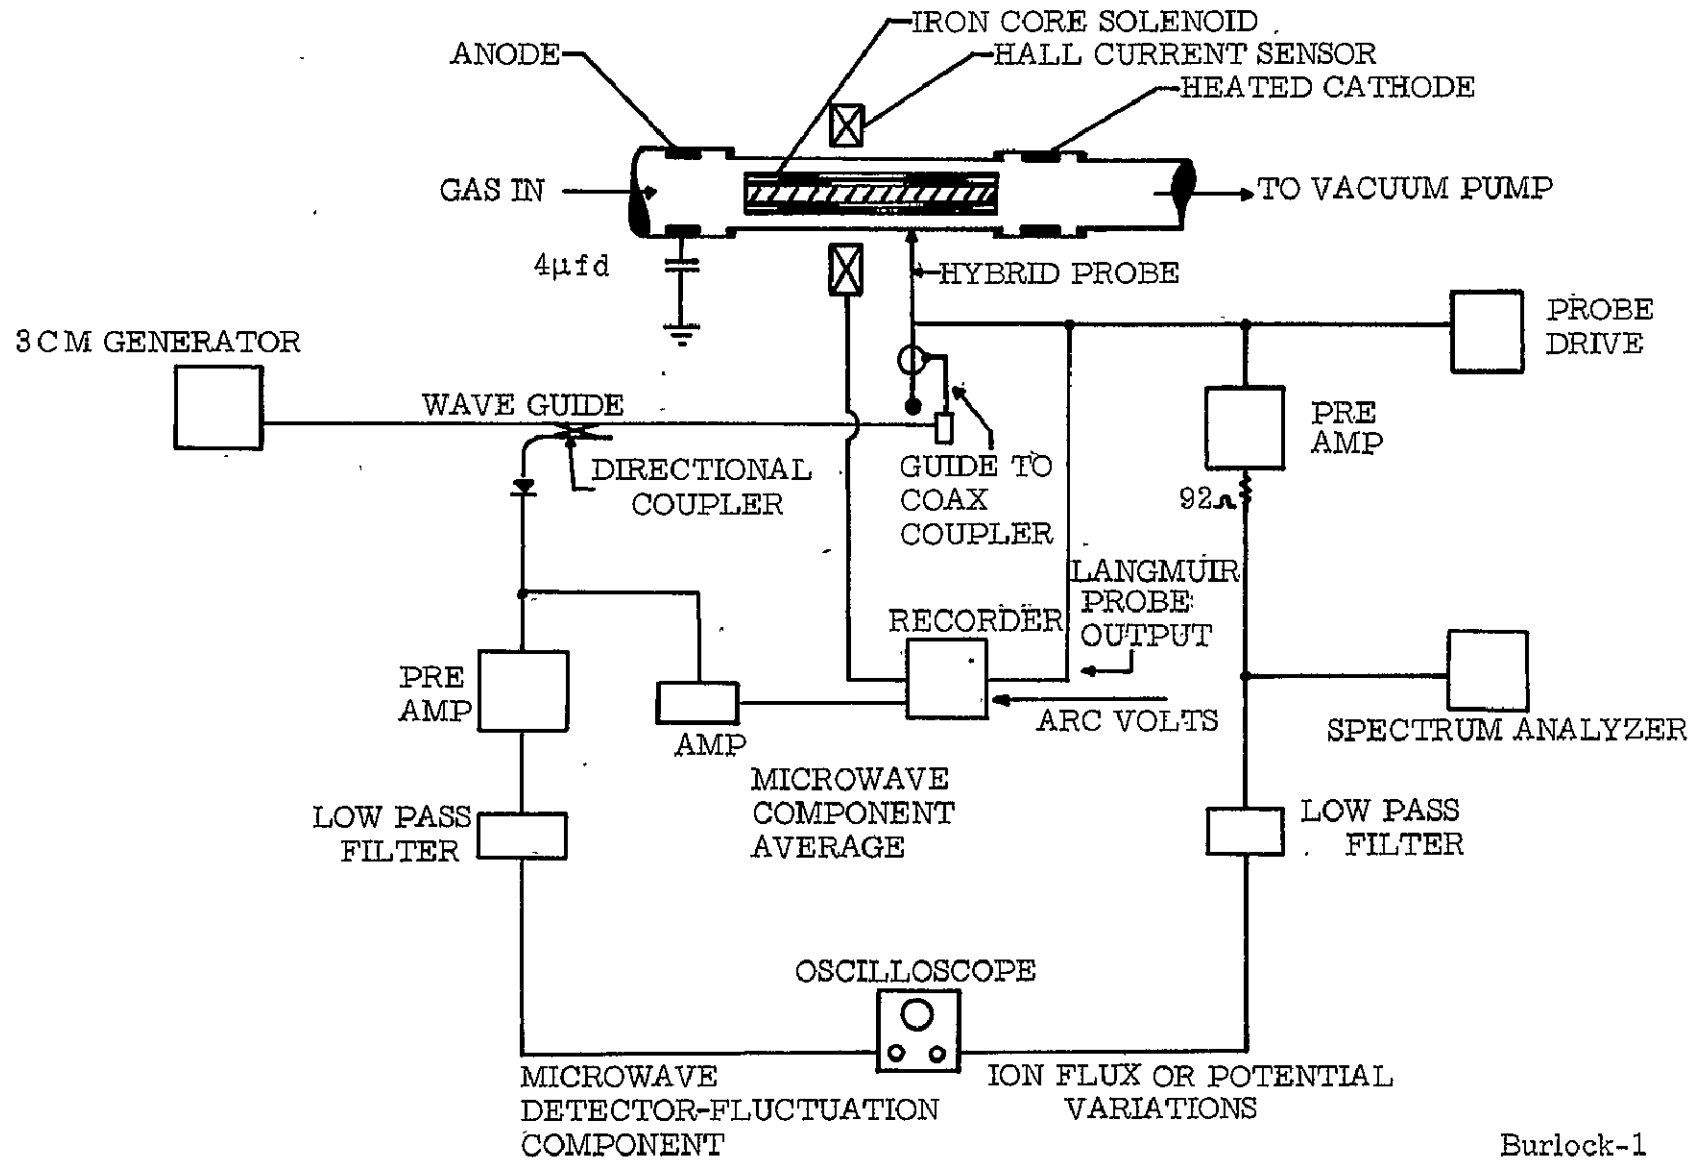 IRON CORE SOLENOID
ANODE
HALL CURRENT SENSOR
HEATED CATHODE
GAS IN
TO VACUUM PUMP
4μfd
HYBRID PROBE
PROBE
DRIVE
3CM GENERATOR
WAVE GUIDE
PRE
AMP
DIRECTIONAL
COUPLER
GUIDE TO
COAX
COUPLER
92Ω
LANGMUIR
PROBE
OUTPUT
RECORDER
PRE
AMP
ARC VOLTS
AMP
SPECTRUM ANALYZER
MICROWAVE
COMPONENT
AVERAGE
LOW PASS
FILTER
LOW PASS
FILTER
OSCILLOSCOPE
MICROWAVE
DETECTOR-FLUCTUATION
COMPONENT
ION FLUX OR POTENTIAL
VARIATIONS
Burlock-1